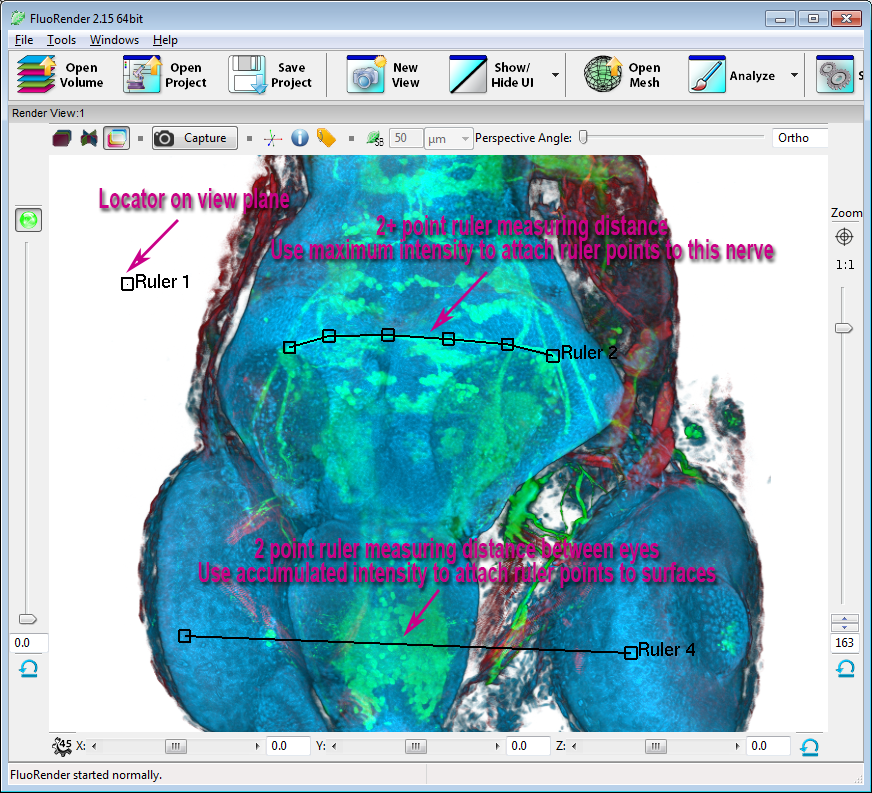 FluoRender 2.15 64bit
File Tools Windows Help
Open Volume
Open Project
Save Project
New View
Show/ Hide UI
Open Mesh
Analyze
S
Render View:1
Capture
SB
50
µm
Perspective Angle:
Ortho
Zoom
1:1
Locator on view plane
2+ point ruler measuring distance
Use maximum intensity to attach ruler points to this nerve
Ruler 1
Ruler 2
2 point ruler measuring distance between eyes
Use accumulated intensity to attach ruler points to surfaces
Ruler 4
0.0
163
45 X: 0.0 Y: 0.0 Z: 0.0
FluoRender started normally.